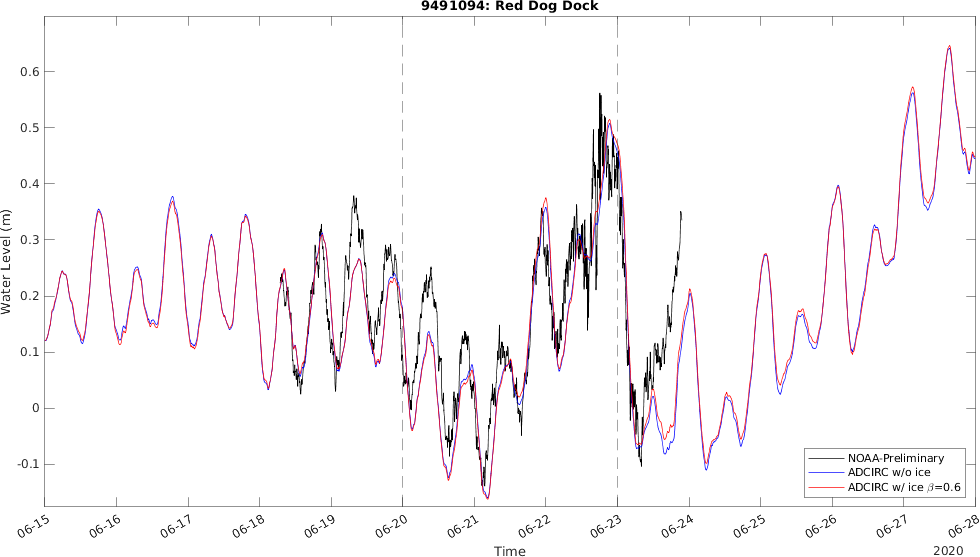 9491094: Red Dog Dock
Water Level (m)
0.6
0.5
0.4
0.3
0.2
0.1
0
-0.1
NOAA-Preliminary
ADCIRC w/o ice
ADCIRC w/ ice β=0.6
06-15 06-16 06-17 06-18 06-19 06-20 06-21 06-22 06-23 06-24 06-25 06-26 06-27 06-28
Time 2020